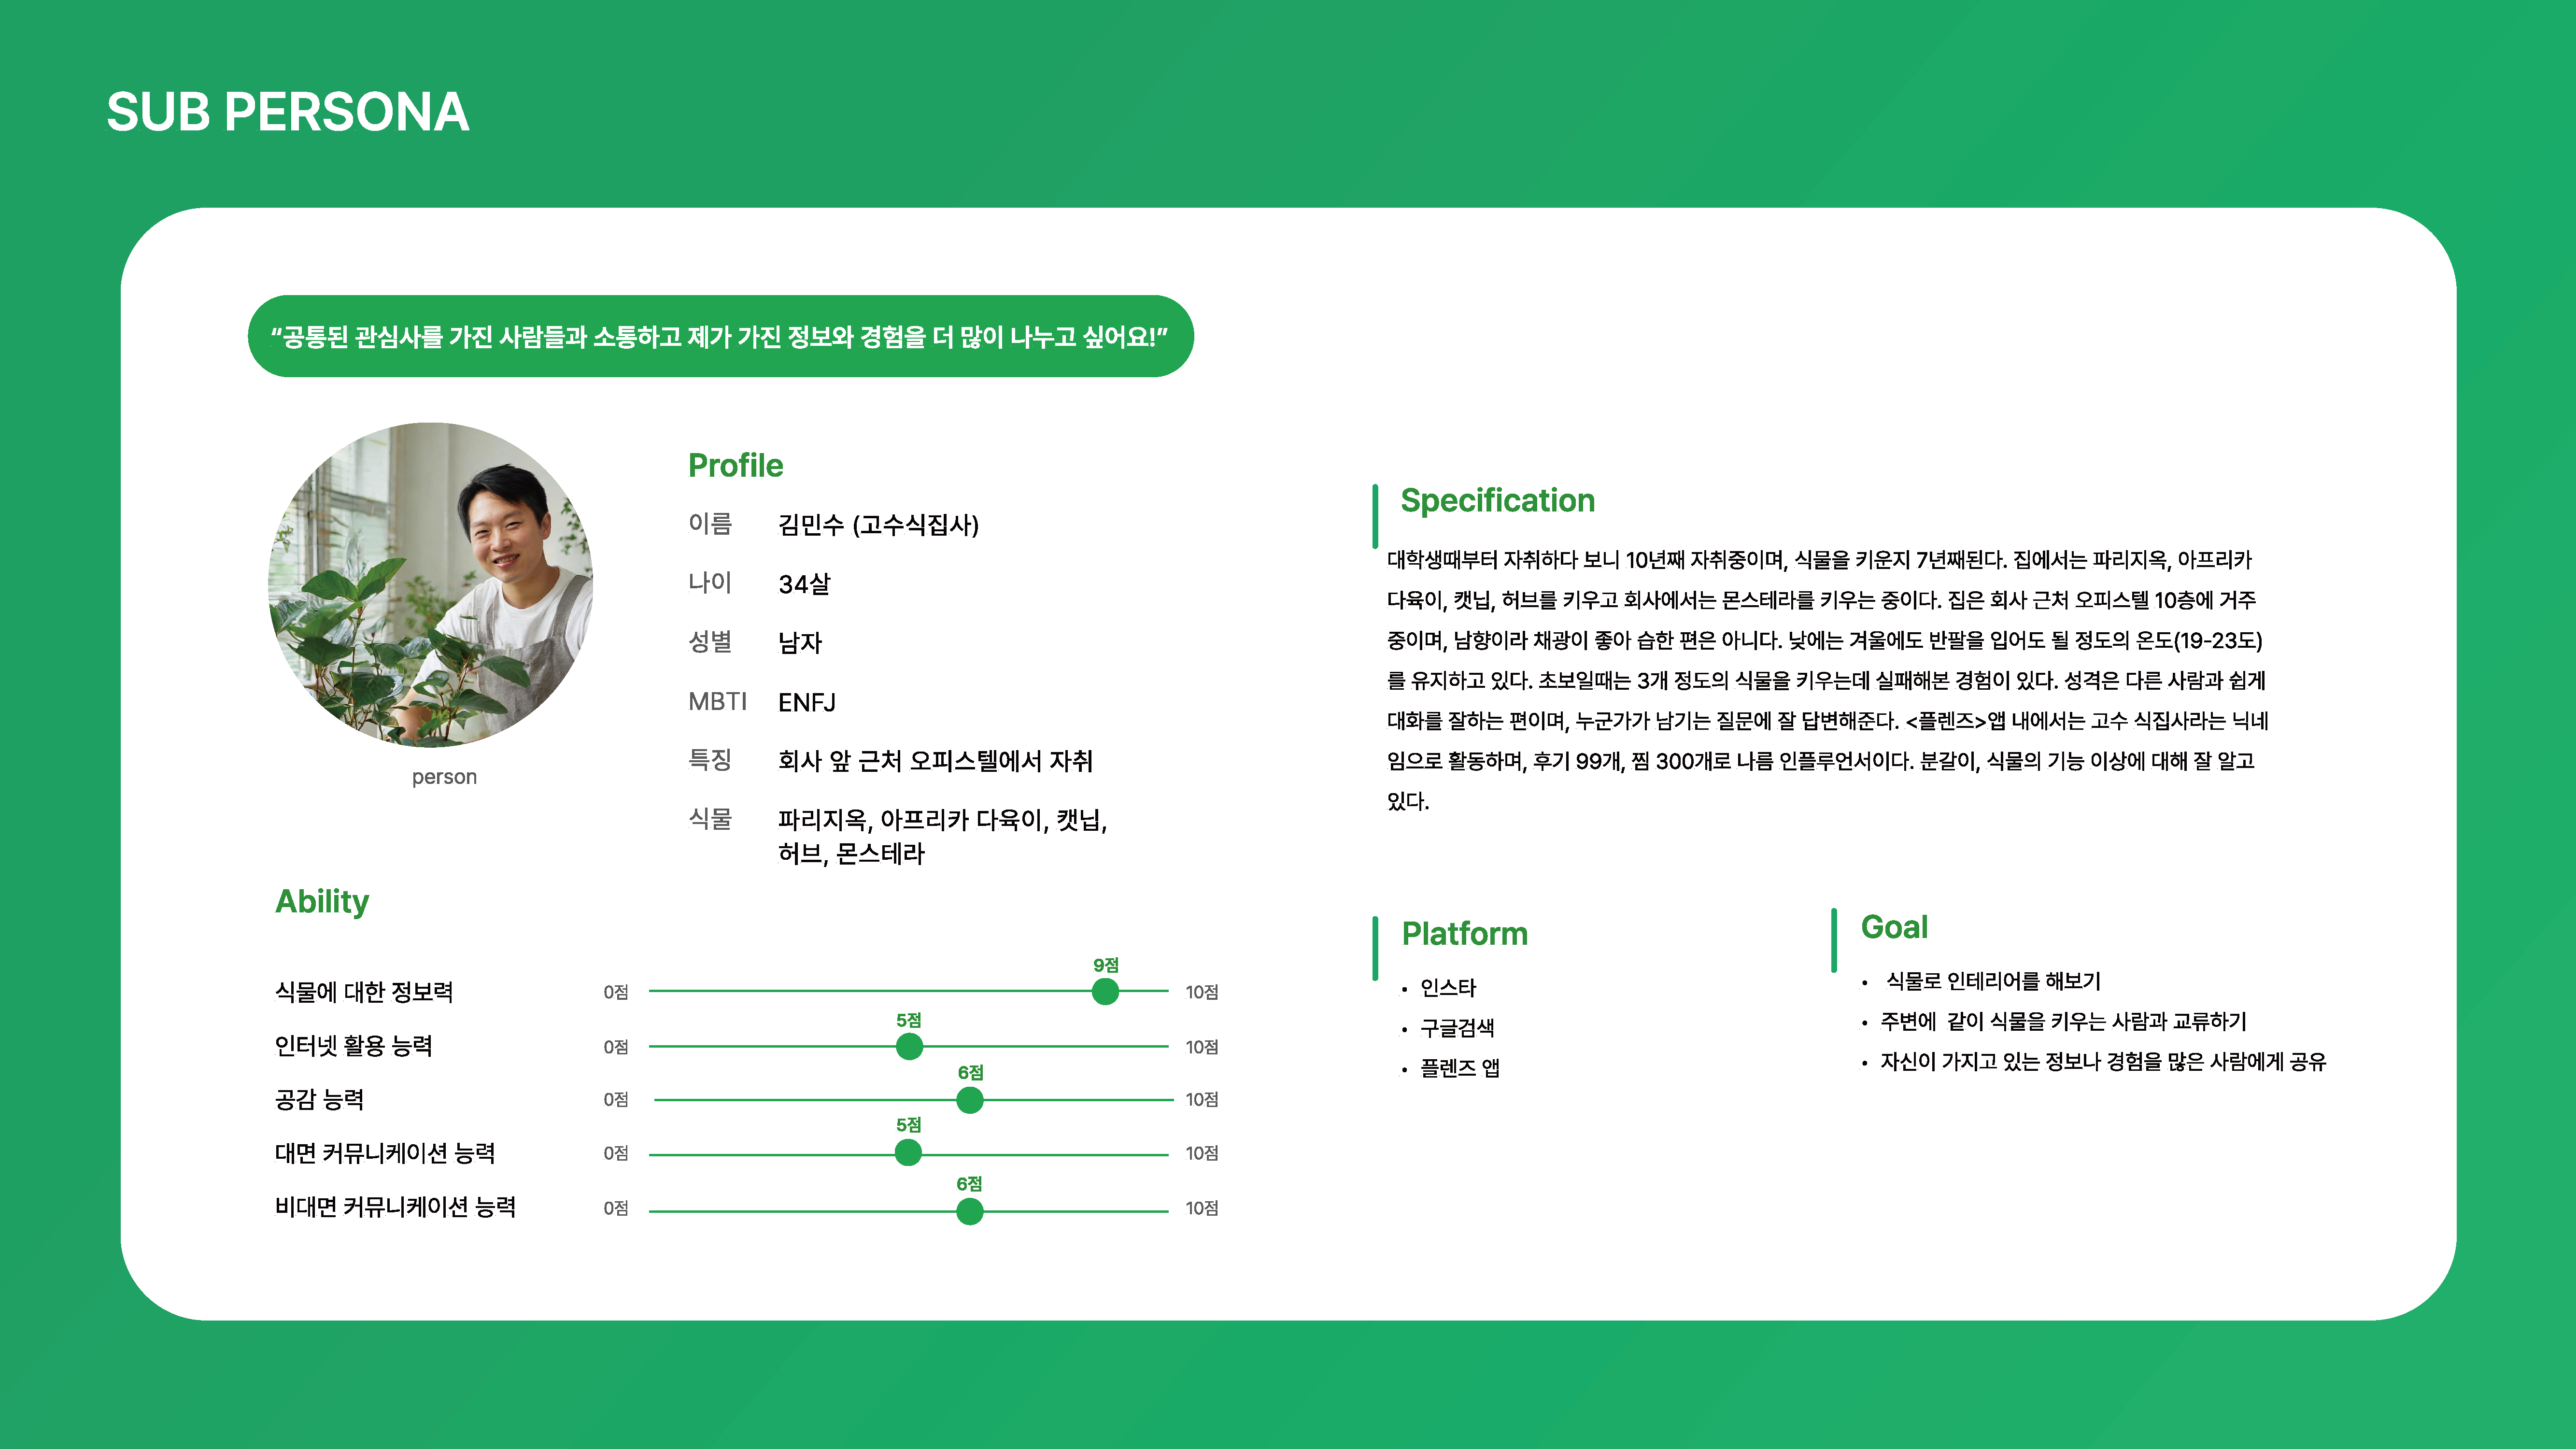 SUB PERSONA
“공통된 관심사를 가진 사람들과 소통하고 제가 가진 정보와 경험을 더 많이 나누고 싶어요!”
person
Profile
이름 김민수 (고수식집사)
나이 34살
성별 남자
MBTI ENFJ
특징 회사 앞 근처 오피스텔에서 자취
식물 파리지옥, 아프리카 다육이, 캣닙,
허브, 몬스테라
Ability
식물에 대한 정보력 0점 9점 10점
인터넷 활용 능력 0점 5점 10점
공감 능력 0점 6점 10점
대면 커뮤니케이션 능력 0점 5점 10점
비대면 커뮤니케이션 능력 0점 6점 10점
Specification
대학생때부터 자취하다 보니 10년째 자취중이며, 식물을 키운지 7년째된다. 집에서는 파리지옥, 아프리카
다육이, 캣닙, 허브를 키우고 회사에서는 몬스테라를 키우는 중이다. 집은 회사 근처 오피스텔 10층에 거주
중이며, 남향이라 채광이 좋아 습한 편은 아니다. 낮에는 겨울에도 반팔을 입어도 될 정도의 온도(19-23도)
를 유지하고 있다. 초보일때는 3개 정도의 식물을 키우는데 실패해본 경험이 있다. 성격은 다른 사람과 쉽게
대화를 잘하는 편이며, 누군가가 남기는 질문에 잘 답변해준다. <플렌즈>앱 내에서는 고수 식집사라는 닉네
임으로 활동하며, 후기 99개, 찜 300개로 나름 인플루언서이다. 분갈이, 식물의 기능 이상에 대해 잘 알고
있다.
Platform
• 인스타
• 구글검색
• 플렌즈 앱
Goal
• 식물로 인테리어를 해보기
• 주변에 같이 식물을 키우는 사람과 교류하기
• 자신이 가지고 있는 정보나 경험을 많은 사람에게 공유